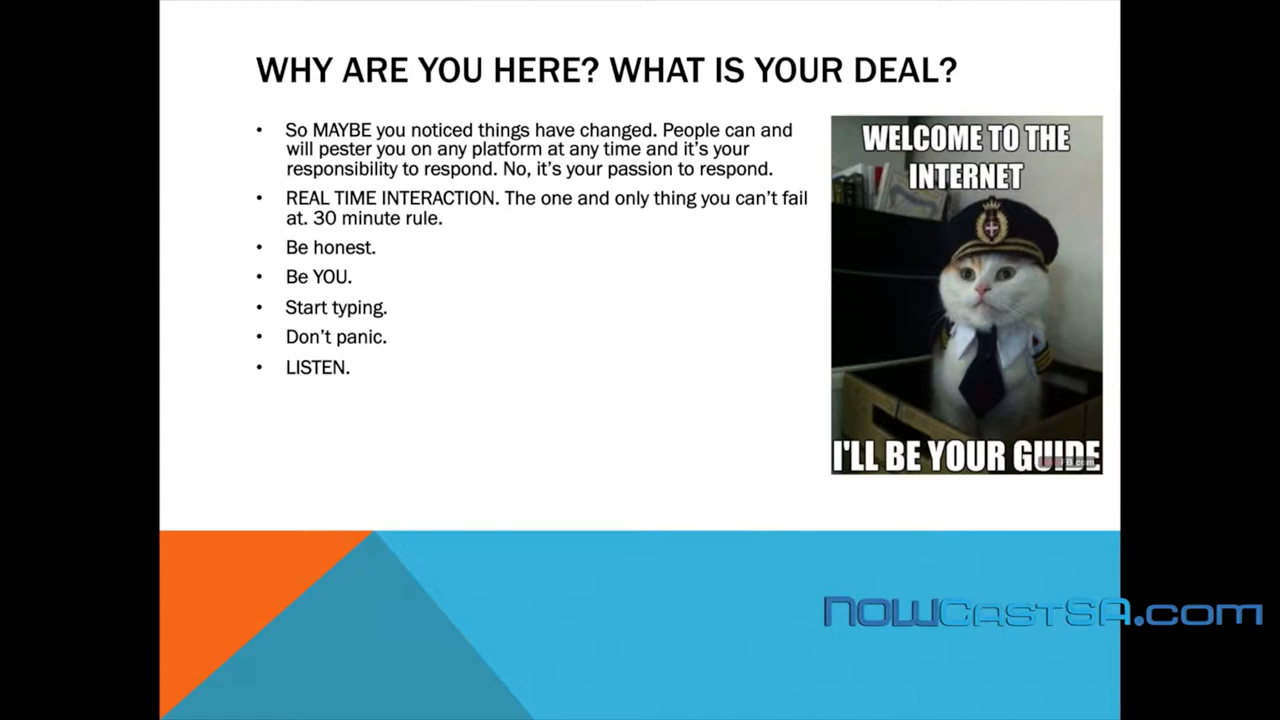 WHY ARE YOU HERE? WHAT IS YOUR DEAL?
• So MAYBE you noticed things have changed. People can and
will pester you on any platform at any time and it's your
responsibility to respond. No, it's your passion to respond.
• REAL TIME INTERACTION. The one and only thing you can't fail
at. 30 minute rule.
• Be honest.
• Be YOU.
• Start typing.
• Don't panic.
• LISTEN.
WELCOME TO THE
INTERNET
I'LL BE YOUR GUIDE
NOWCASTSA.COM